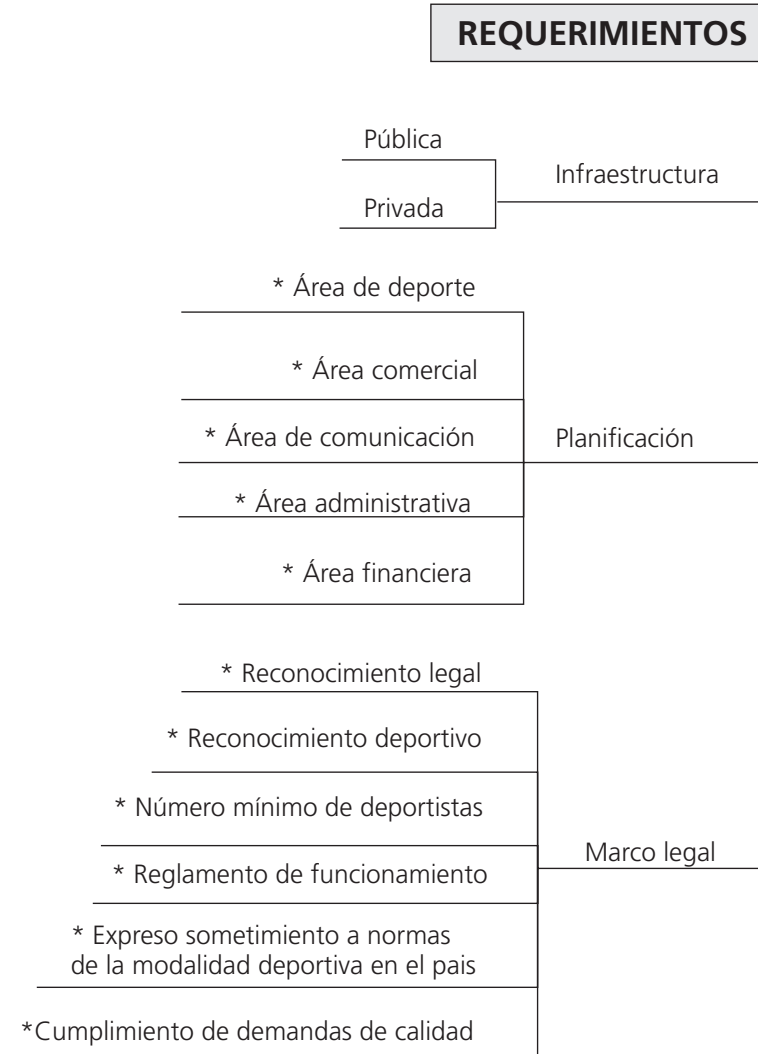 REQUERIMIENTOS
Pública
Infraestructura
Privada
* Área de deporte
* Área comercial
* Área de comunicación
Planificación
* Área administrativa
* Área financiera
* Reconocimiento legal
* Reconocimiento deportivo
* Número mínimo de deportistas
Marco legal
* Reglamento de funcionamiento
* Expreso sometimiento a normas
de la modalidad deportiva en el pais
*Cumplimiento de demandas de calidad